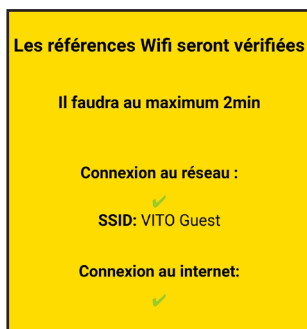 Les références Wifi seront vérifiées
Il faudra au maximum 2min
Connexion au réseau :
✔
SSID: VITO Guest
Connexion au internet:
✔